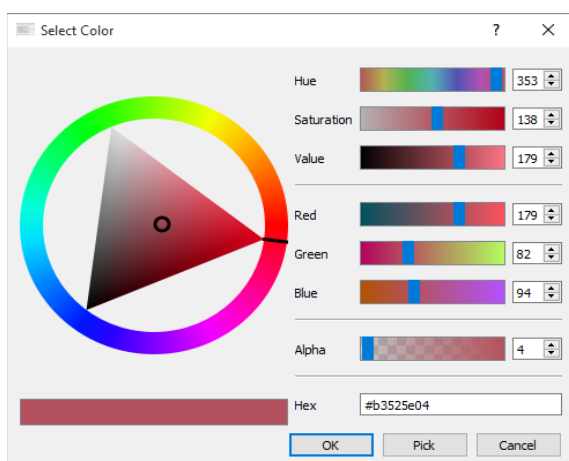 Select Color ?
Hue 353
Saturation 138
Value 179
Red 179
Green 82
Blue 94
Alpha 4
Hex #b3525e04
OK Pick Cancel